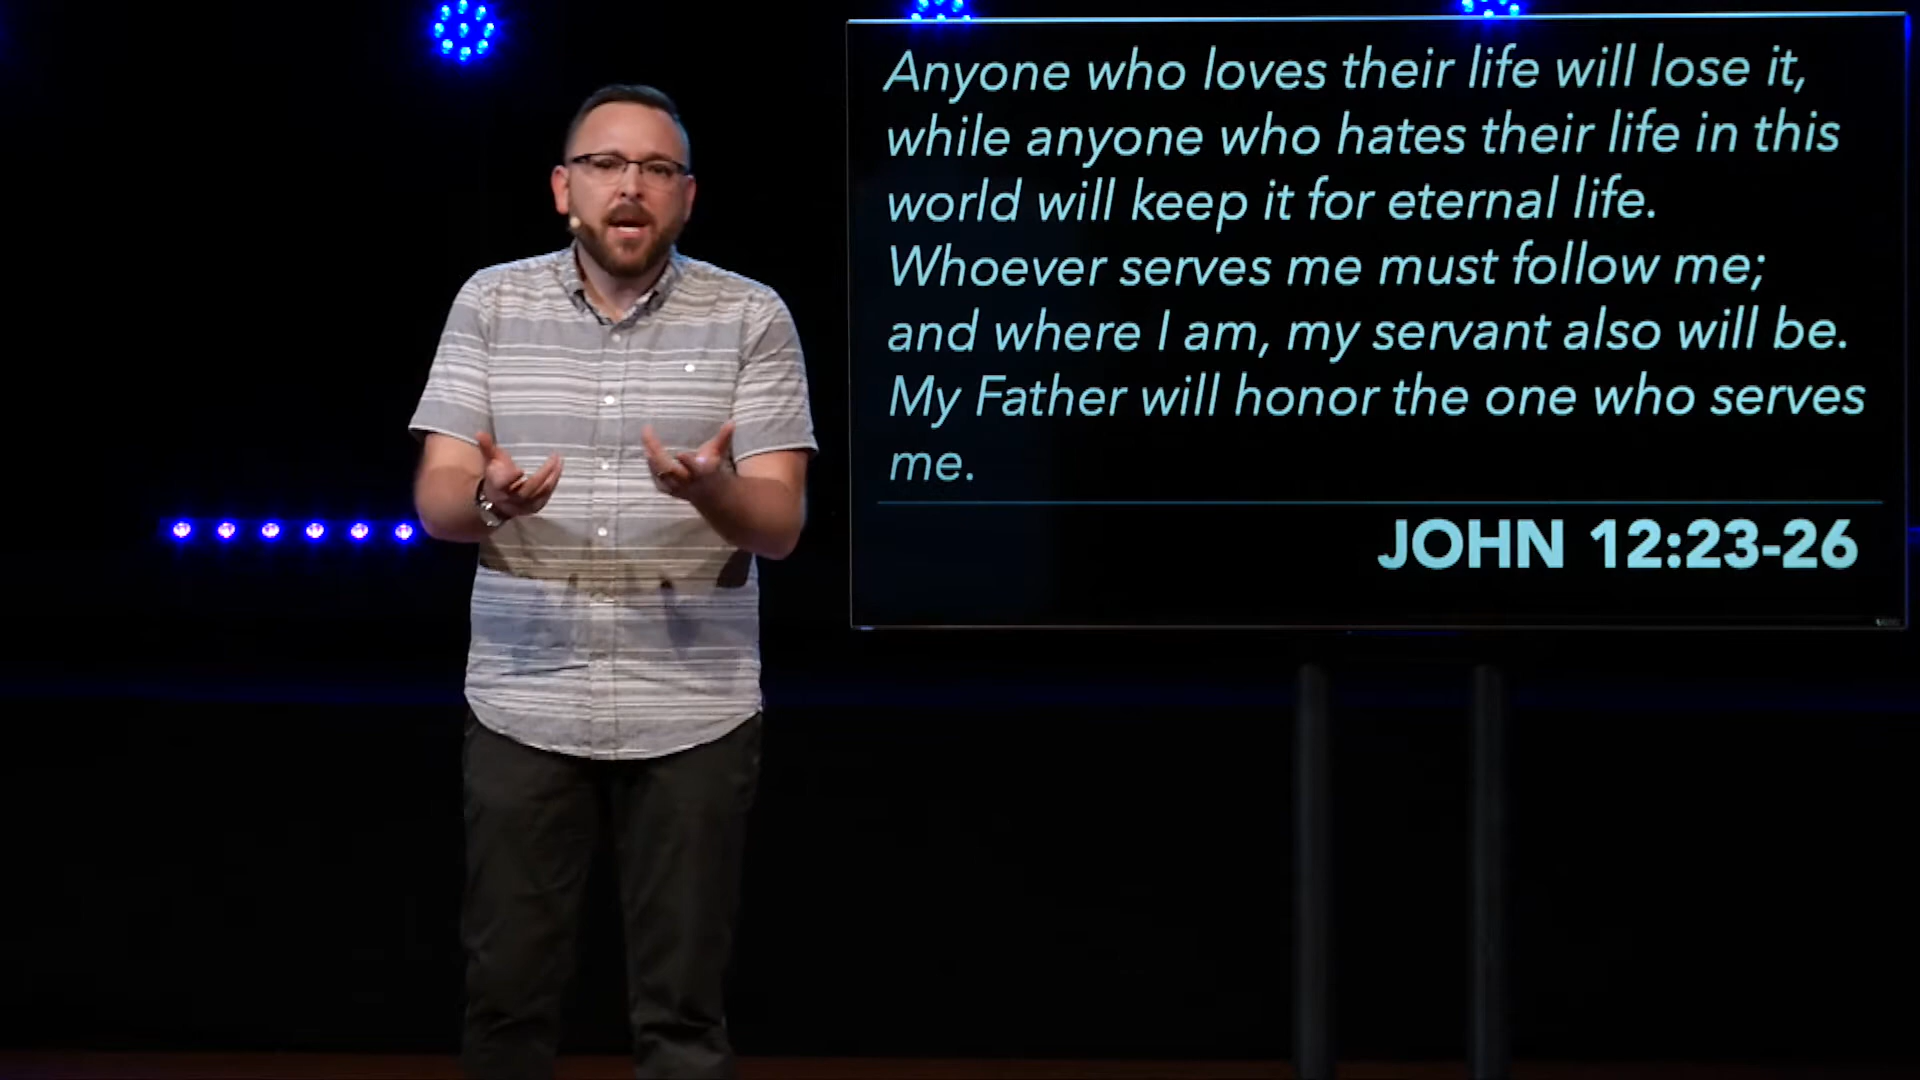 Anyone who loves their life will lose it,
while anyone who hates their life in this
world will keep it for eternal life.
Whoever serves me must follow me;
and where I am, my servant also will be.
My Father will honor the one who serves
me.
JOHN 12:23-26